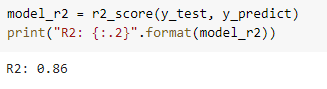 model_r2 = r2_score(y_test, y_predict)
print("R2: {:.2}".format(model_r2))
R2: 0.86